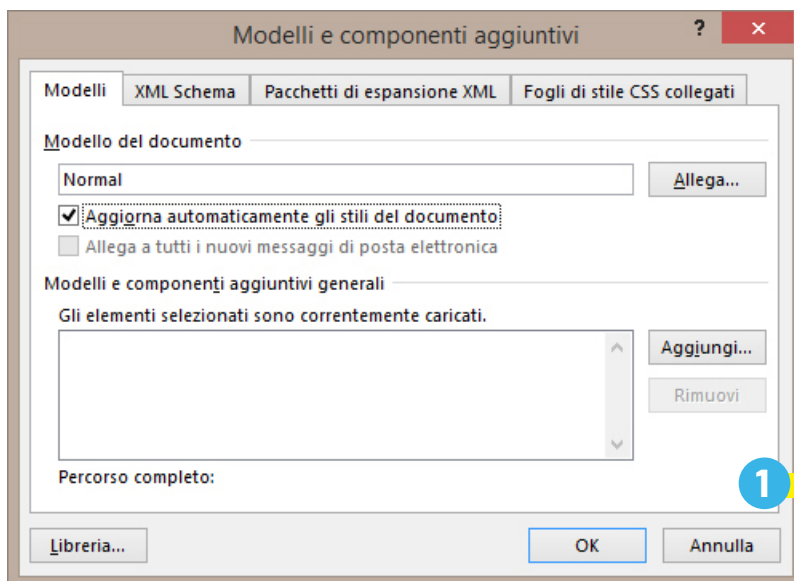 Modelli e componenti aggiuntivi
?
×
Modelli
XML Schema
Pacchetti di espansione XML
Fogli di stile CSS collegati
Modello del documento
Normal
Allega...
Aggiorna automaticamente gli stili del documento
Allega a tutti i nuovi messaggi di posta elettronica
Modelli e componenti aggiuntivi generali
Gli elementi selezionati sono correntemente caricati.
Aggiungi...
Rimuovi
Percorso completo:
1
Libreria...
OK
Annulla